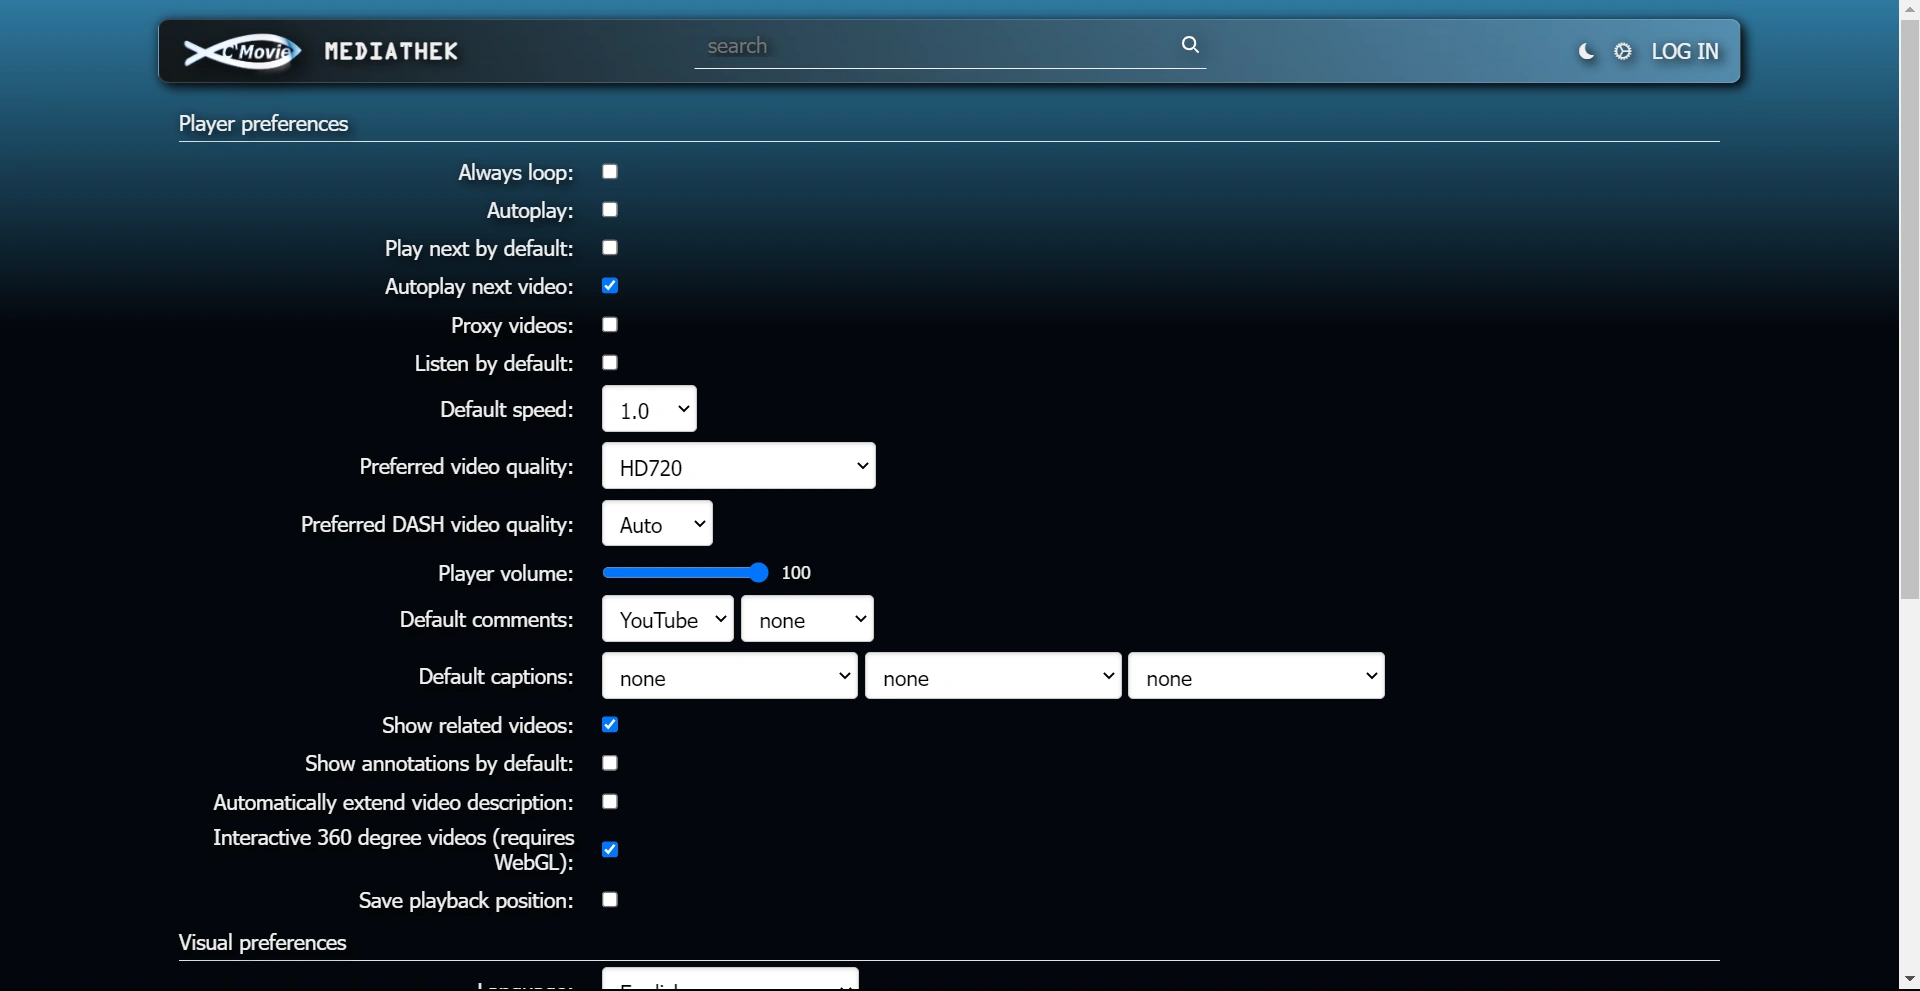 C'Movie MEDIATHEK search LOG IN
Player preferences
Always loop:
Autoplay:
Play next by default:
Autoplay next video:
Proxy videos:
Listen by default:
Default speed: 1.0
Preferred video quality: HD720
Preferred DASH video quality: Auto
Player volume: 100
Default comments: YouTube none
Default captions: none none none
Show related videos:
Show annotations by default:
Automatically extend video description:
Interactive 360 degree videos (requires
WebGL):
Save playback position:
Visual preferences
Language: English